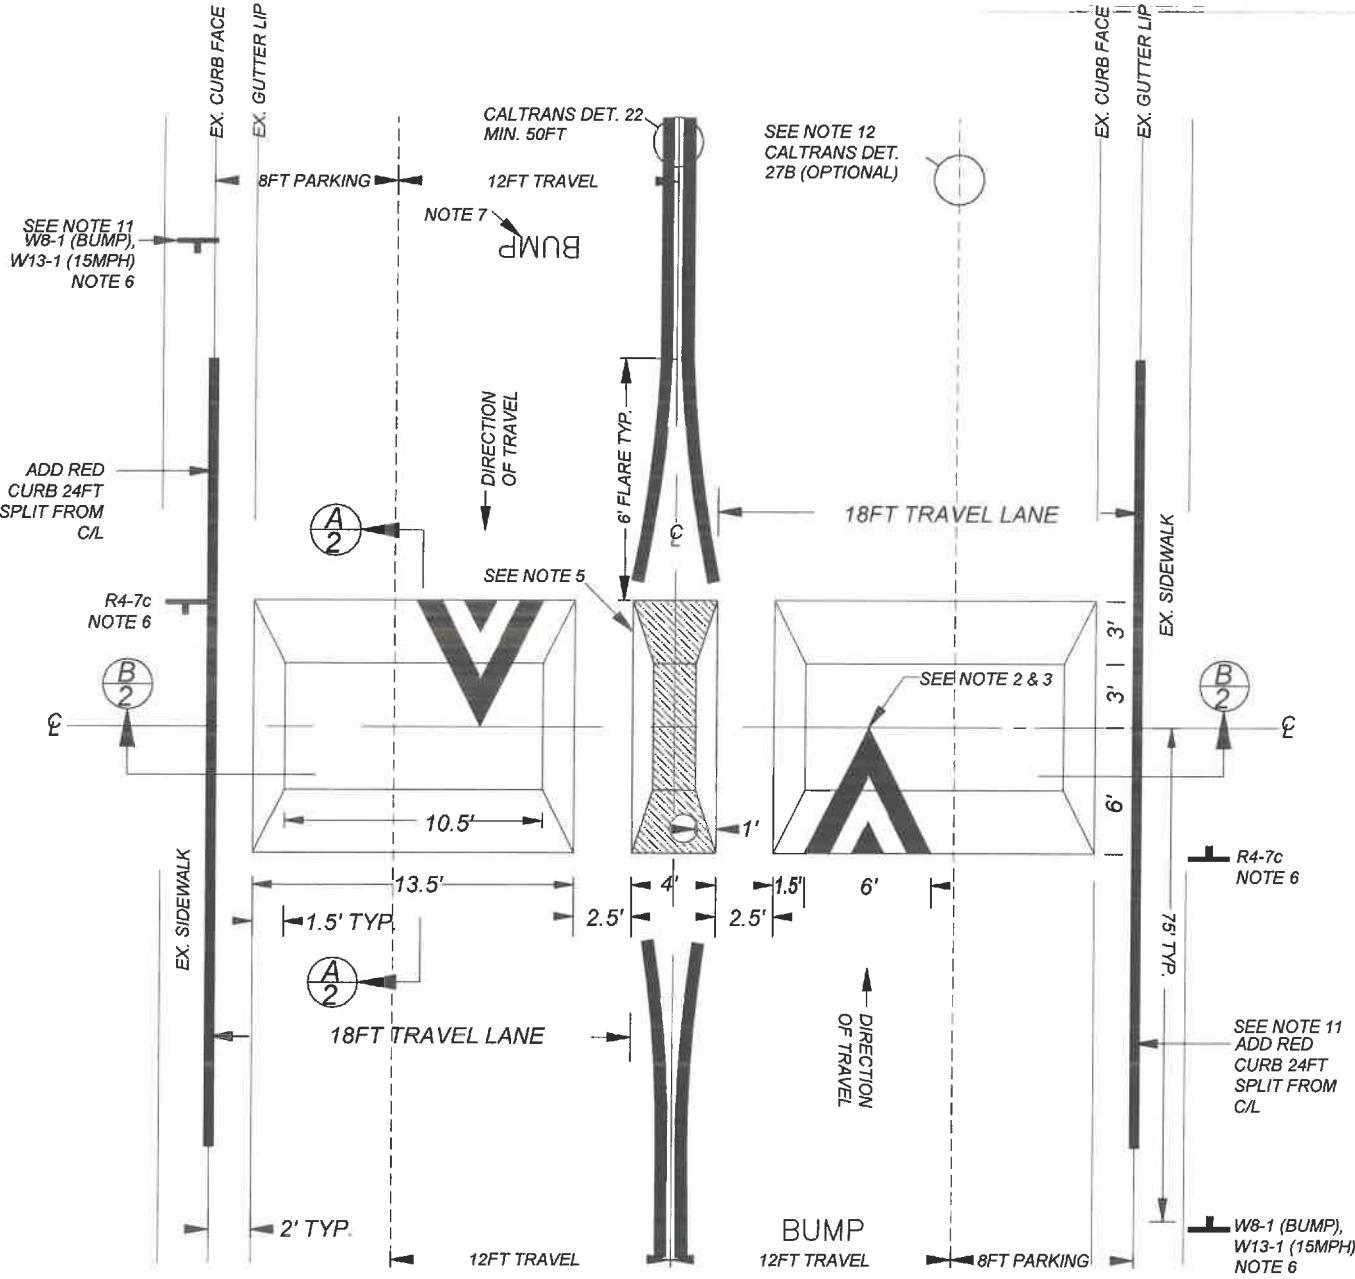 EX. CURB FACE
EX. GUTTER LIP
EX. CURB FACE
EX. GUTTER LIP
CALTRANS DET. 22
MIN. 50FT
SEE NOTE 12
CALTRANS DET.
27B (OPTIONAL)
8FT PARKING
12FT TRAVEL
NOTE 7
BUMP
SEE NOTE 11
W8-1 (BUMP),
W13-1 (15MPH)
NOTE 6
DIRECTION
OF TRAVEL
6' FLARE TYP.
ADD RED
CURB 24FT
SPLIT FROM
C/L
A
2
18FT TRAVEL LANE
℄
SEE NOTE 5
EX. SIDEWALK
R4-7c
NOTE 6
3'
B
2
3'
SEE NOTE 2 & 3
B
2
℄
℄
6'
10.5'
1'
R4-7c
NOTE 6
EX. SIDEWALK
13.5'
4'
1.5'
6'
1.5' TYP.
2.5'
2.5'
75' TYP.
A
2
18FT TRAVEL LANE
DIRECTION
OF TRAVEL
SEE NOTE 11
ADD RED
CURB 24FT
SPLIT FROM
C/L
2' TYP.
BUMP
W8-1 (BUMP),
W13-1 (15MPH)
NOTE 6
12FT TRAVEL
12FT TRAVEL
8FT PARKING